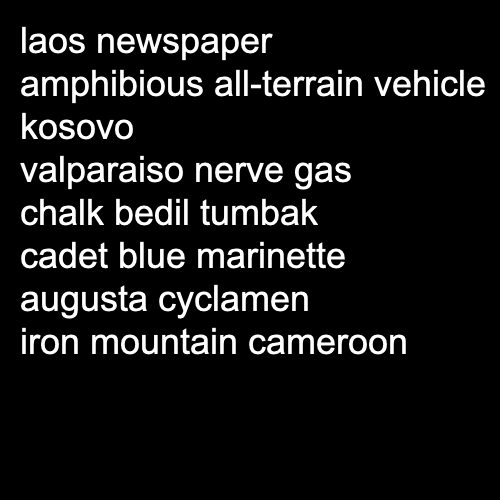 laos newspaper
amphibious all-terrain vehicle
kosovo
valparaiso nerve gas
chalk bedil tumbak
cadet blue marinette
augusta cyclamen
iron mountain cameroon